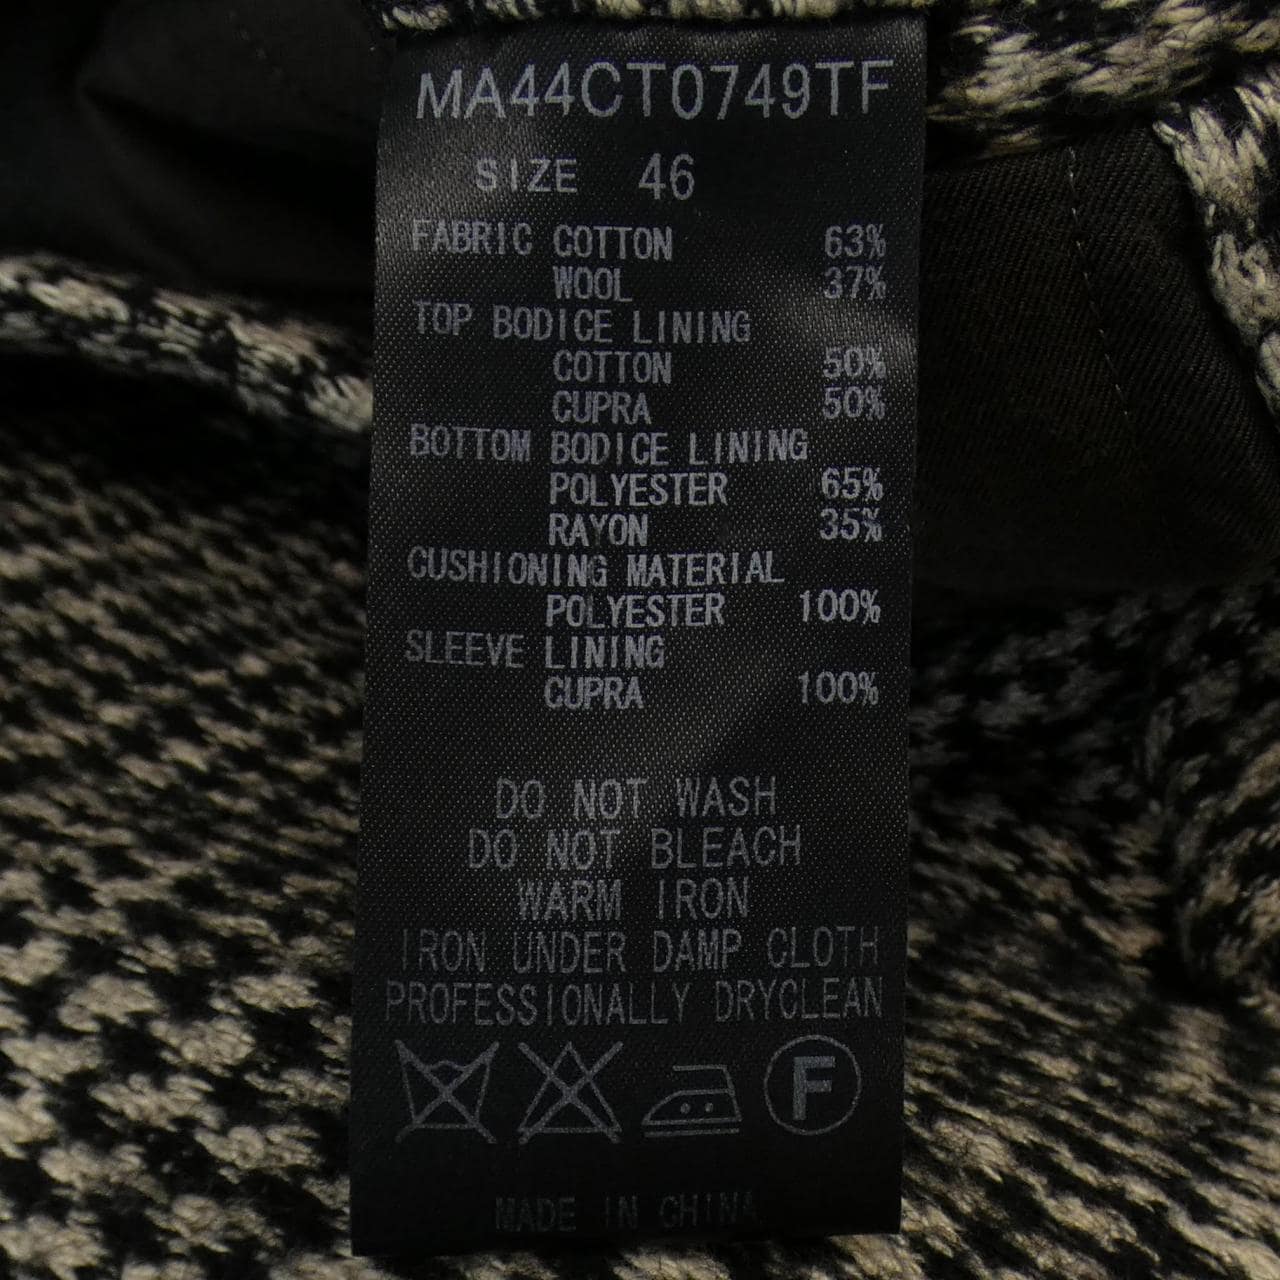 MA44CT0749TF
SIZE 46
FABRIC COTTON 63%
WOOL 37%
TOP BODICE LINING
COTTON 50%
CUPRA 50%
BOTTOM BODICE LINING
POLYESTER 65%
RAYON 35%
CUSHIONING MATERIAL
POLYESTER 100%
SLEEVE LINING
CUPRA 100%
DO NOT WASH
DO NOT BLEACH
WARM IRON
IRON UNDER DAMP CLOTH
PROFESSIONALLY DRYCLEAN
F
MADE IN CHINA